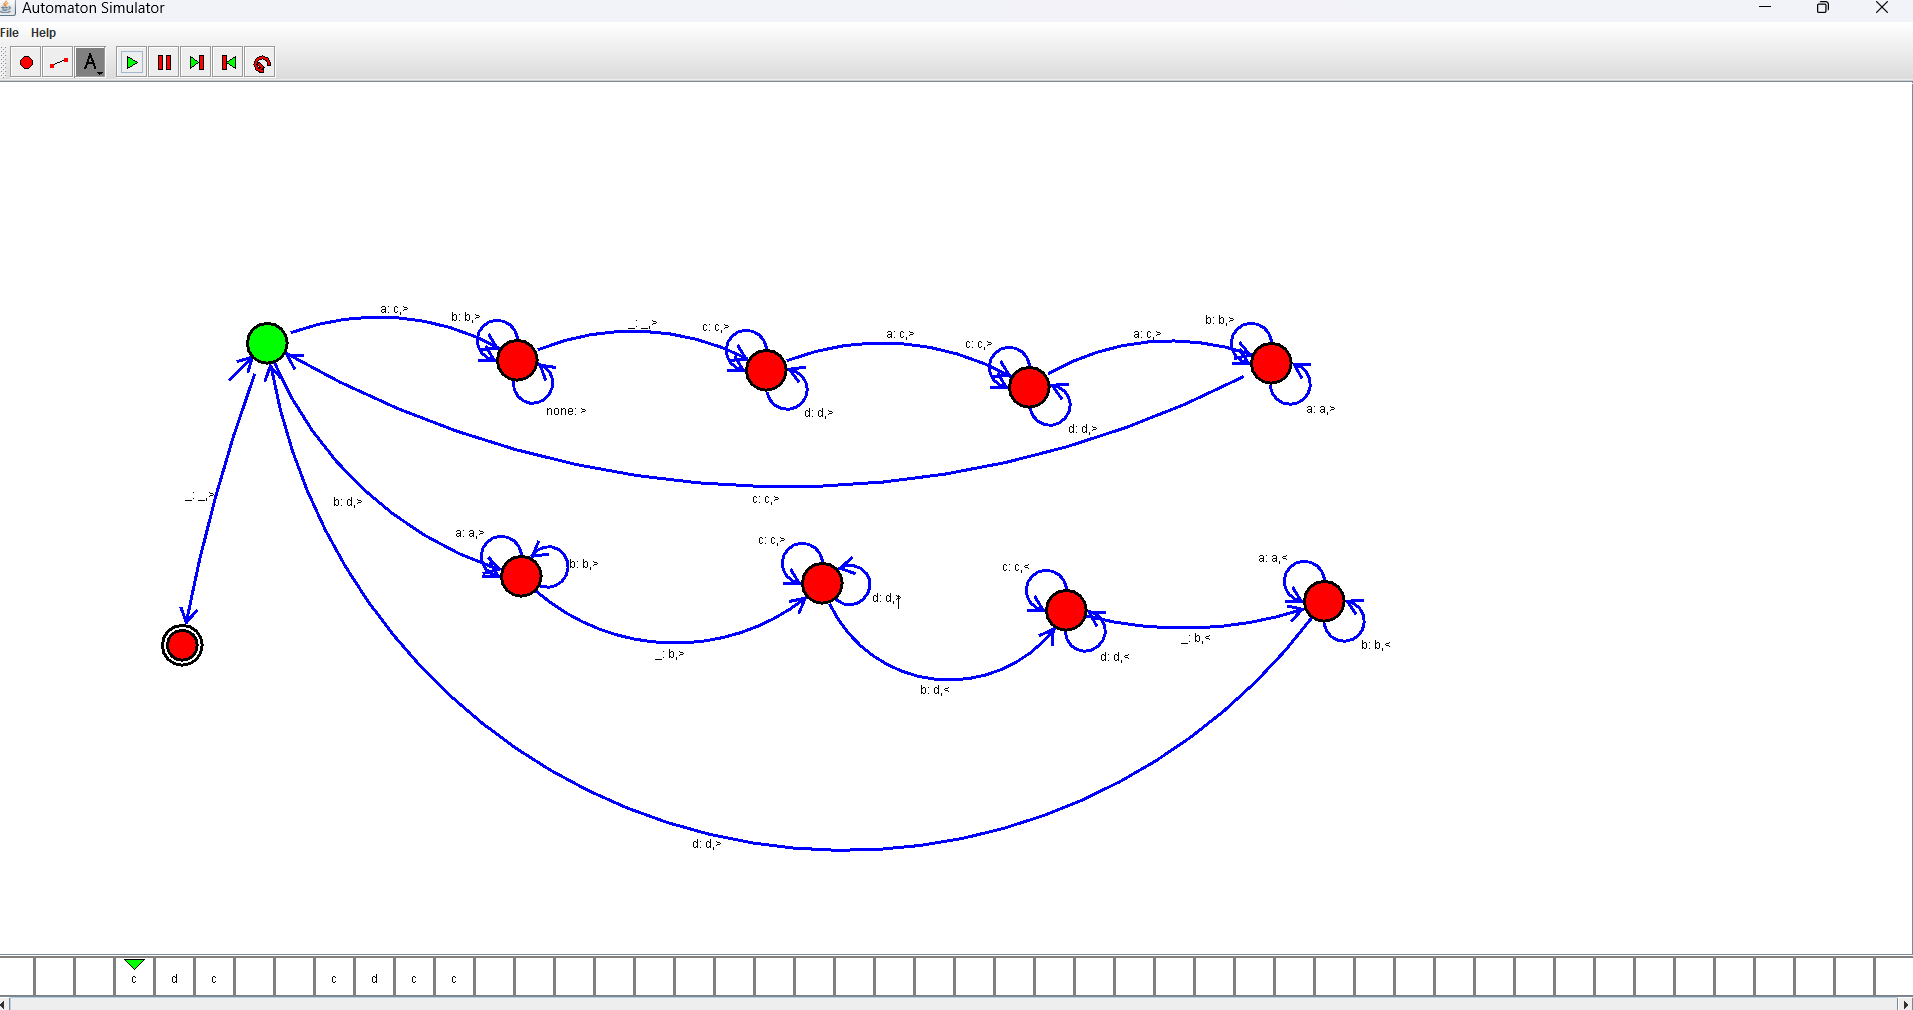 Automaton Simulator
File Help
A
a: c,>
b: b,>
_: _,>
c: c,>
a: c,>
c: c,>
a: c,>
b: b,>
none: >
d: d,>
d: d,>
a: a,>
_: _,>
b: d,>
c: c,>
a: a,>
b: b,>
c: c,>
d: d,>
c: c,<
a: a,<
_: b,>
b: d,<
d: d,<
_: b,<
b: b,<
d: d,>
c d c c d c c